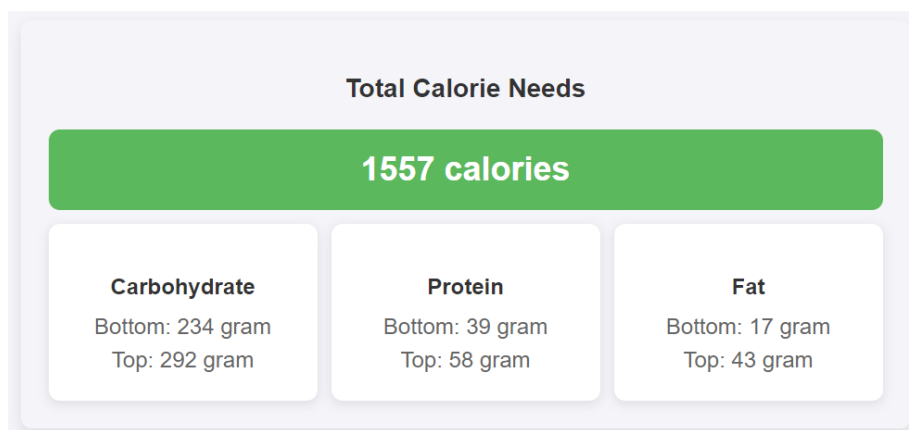 Total Calorie Needs
1557 calories
Carbohydrate
Bottom: 234 gram
Top: 292 gram
Protein
Bottom: 39 gram
Top: 58 gram
Fat
Bottom: 17 gram
Top: 43 gram